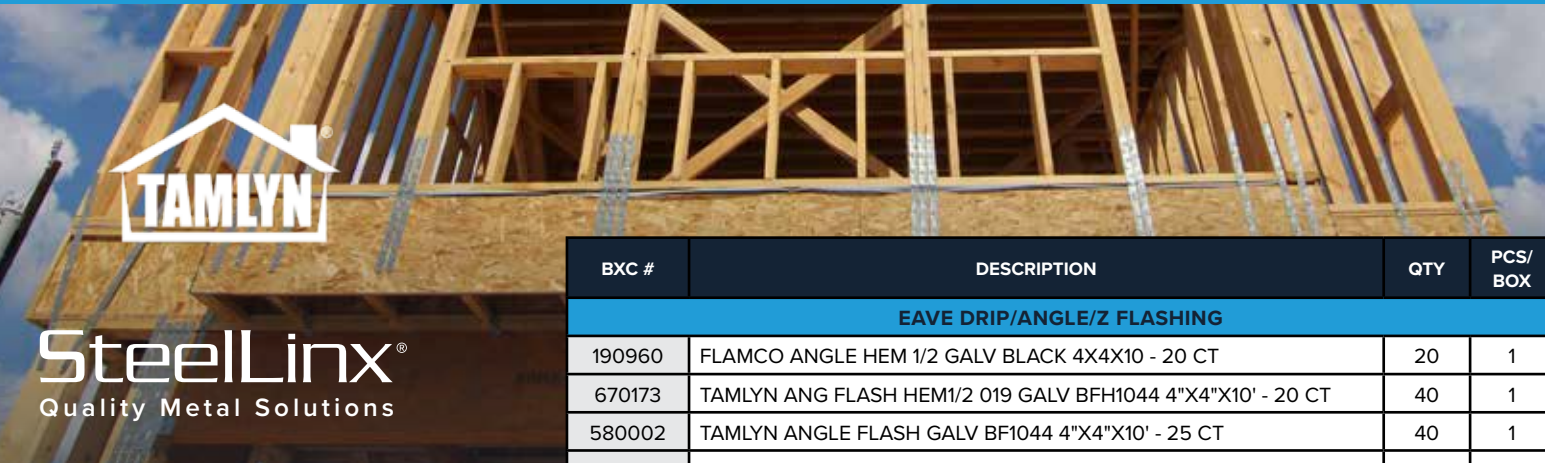 TAMLYN
®
SteelLinx®
Quality Metal Solutions
BXC # DESCRIPTION QTY PCS/
BOX
EAVE DRIP/ANGLE/Z FLASHING
190960 FLAMCO ANGLE HEM 1/2 GALV BLACK 4X4X10 - 20 CT 20 1
670173 TAMLYN ANG FLASH HEM1/2 019 GALV BFH1044 4"X4"X10' - 20 CT 40 1
580002 TAMLYN ANGLE FLASH GALV BF1044 4"X4"X10' - 25 CT 40 1